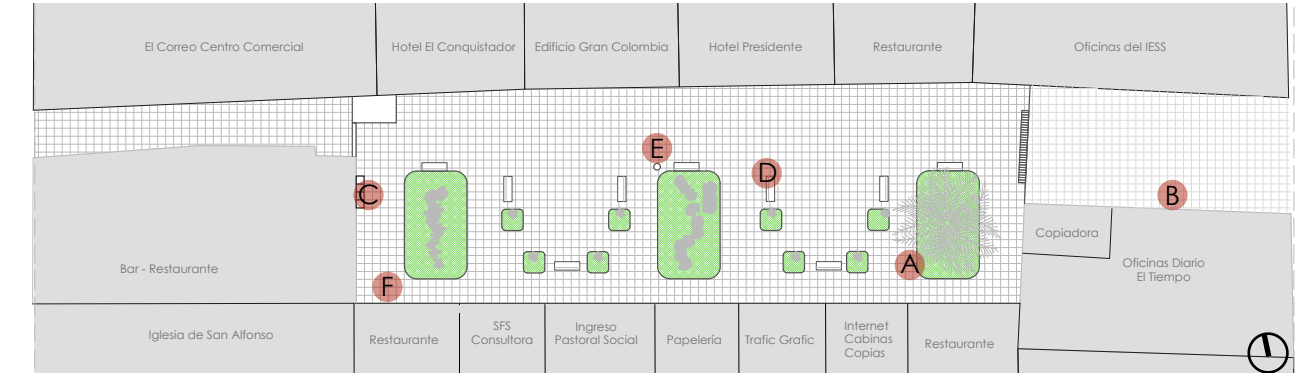 El Correo Centro Comercial
Hotel El Conquistador
Edificio Gran Colombia
Hotel Presidente
Restaurante
Oficinas del IESS
E
D
C
B
Copiadora
A
Bar - Restaurante
Oficinas Diario
El Tiempo
F
Iglesia de San Alfonso
Restaurante
SFS
Consultora
Ingreso
Pastoral Social
Papelería
Trafic Grafic
Internet
Cabinas
Copias
Restaurante